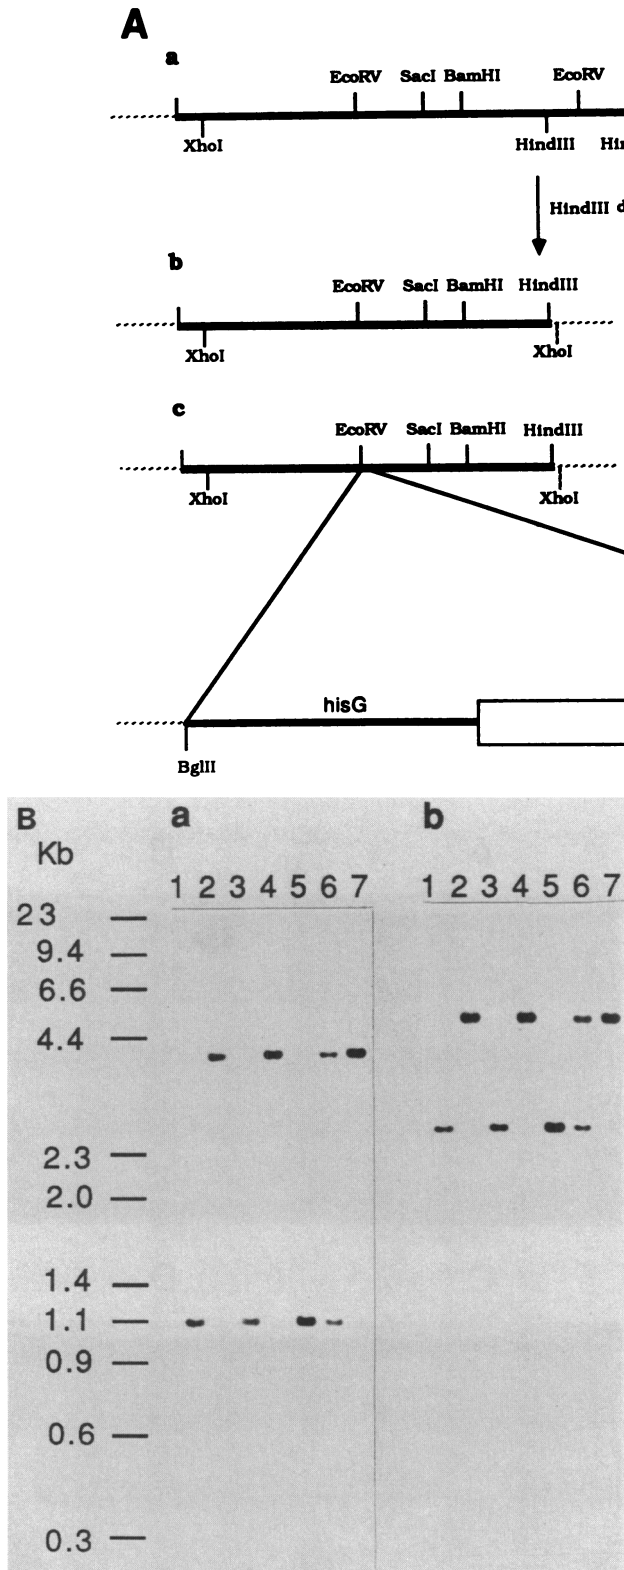 A
a
EcoRV SacI BamHI EcoRV
XhoI HindIII Hin
HindIII d
b
EcoRV SacI BamHI HindIII
XhoI XhoI
c
EcoRV SacI BamHI HindIII
XhoI XhoI
hisG
BglII
B a b
Kb
1 2 3 4 5 6 7 1 2 3 4 5 6 7
23
9.4
6.6
4.4
2.3
2.0
1.4
1.1
0.9
0.6
0.3